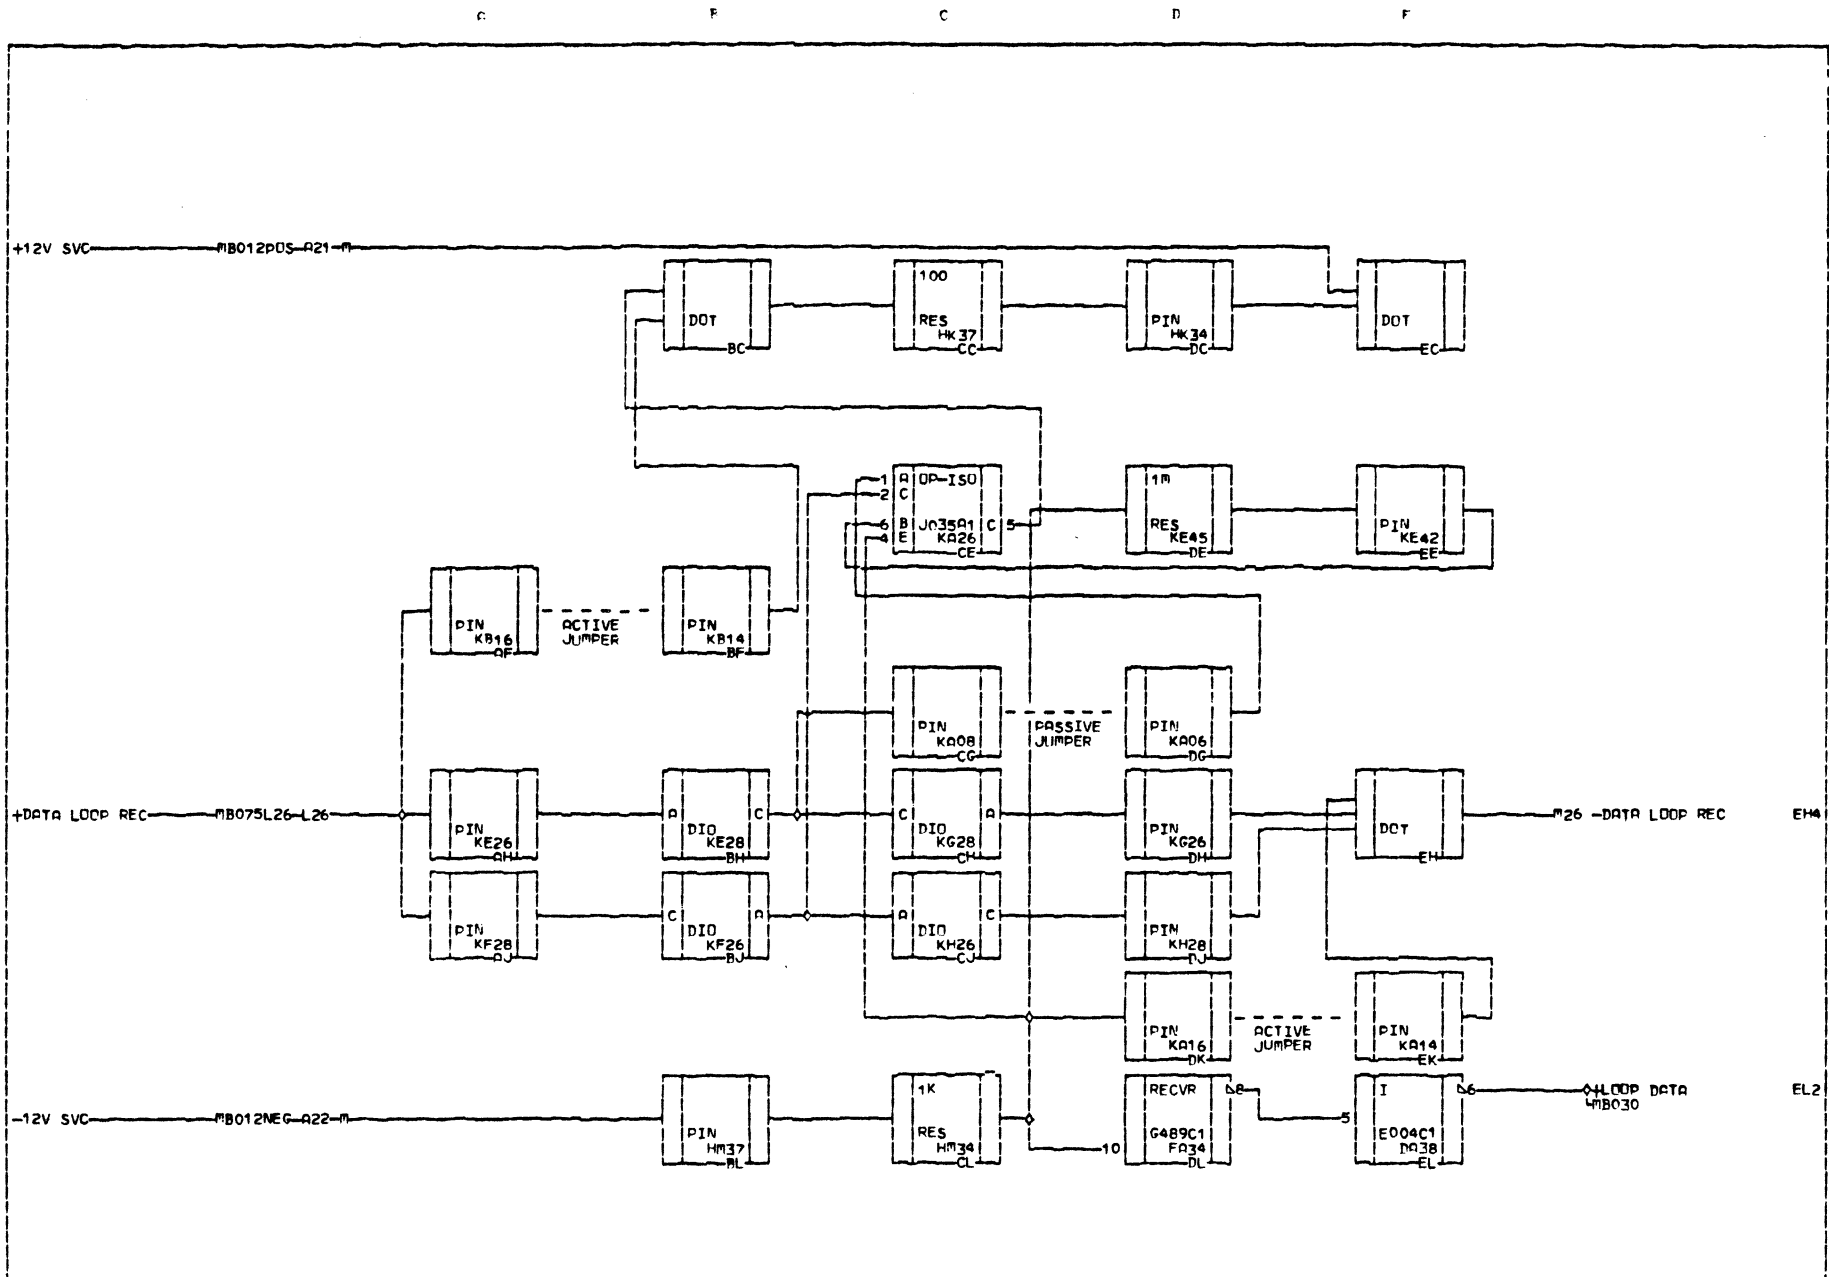 A B C D E
+12V SVC MB012POS A21 M
100
DOT RES PIN DOT
HK37 HK34
BC CC DC EC
1 A OP-ISO 1M
2 C
6 B J035A1 C 5 RES PIN
4 E KA26 KE45 KE42
CE DE EE
PIN ACTIVE PIN
KB16 JUMPER KB14
AF BF
PIN PASSIVE PIN
KA08 JUMPER KA06
CG DG
+DATA LOOP REC MB075L26 L26 A C C A M26 -DATA LOOP REC EH4
PIN DIO DIO PIN DOT
KE26 KE28 KG28 KG26
AH BH CH DH EH
C A A C
PIN DIO DIO PIN
KF28 KF26 KH26 KH28
AJ BJ CJ DJ
PIN ACTIVE PIN
KA16 JUMPER KA14
DK EK
1K RECVR 8 I 6 +LOOP DATA EL2
MB030
-12V SVC MB012NEG A22 M 5
PIN RES G489C1 E004C1
HM37 HM34 10 FA34 DA38
BL CL DL EL